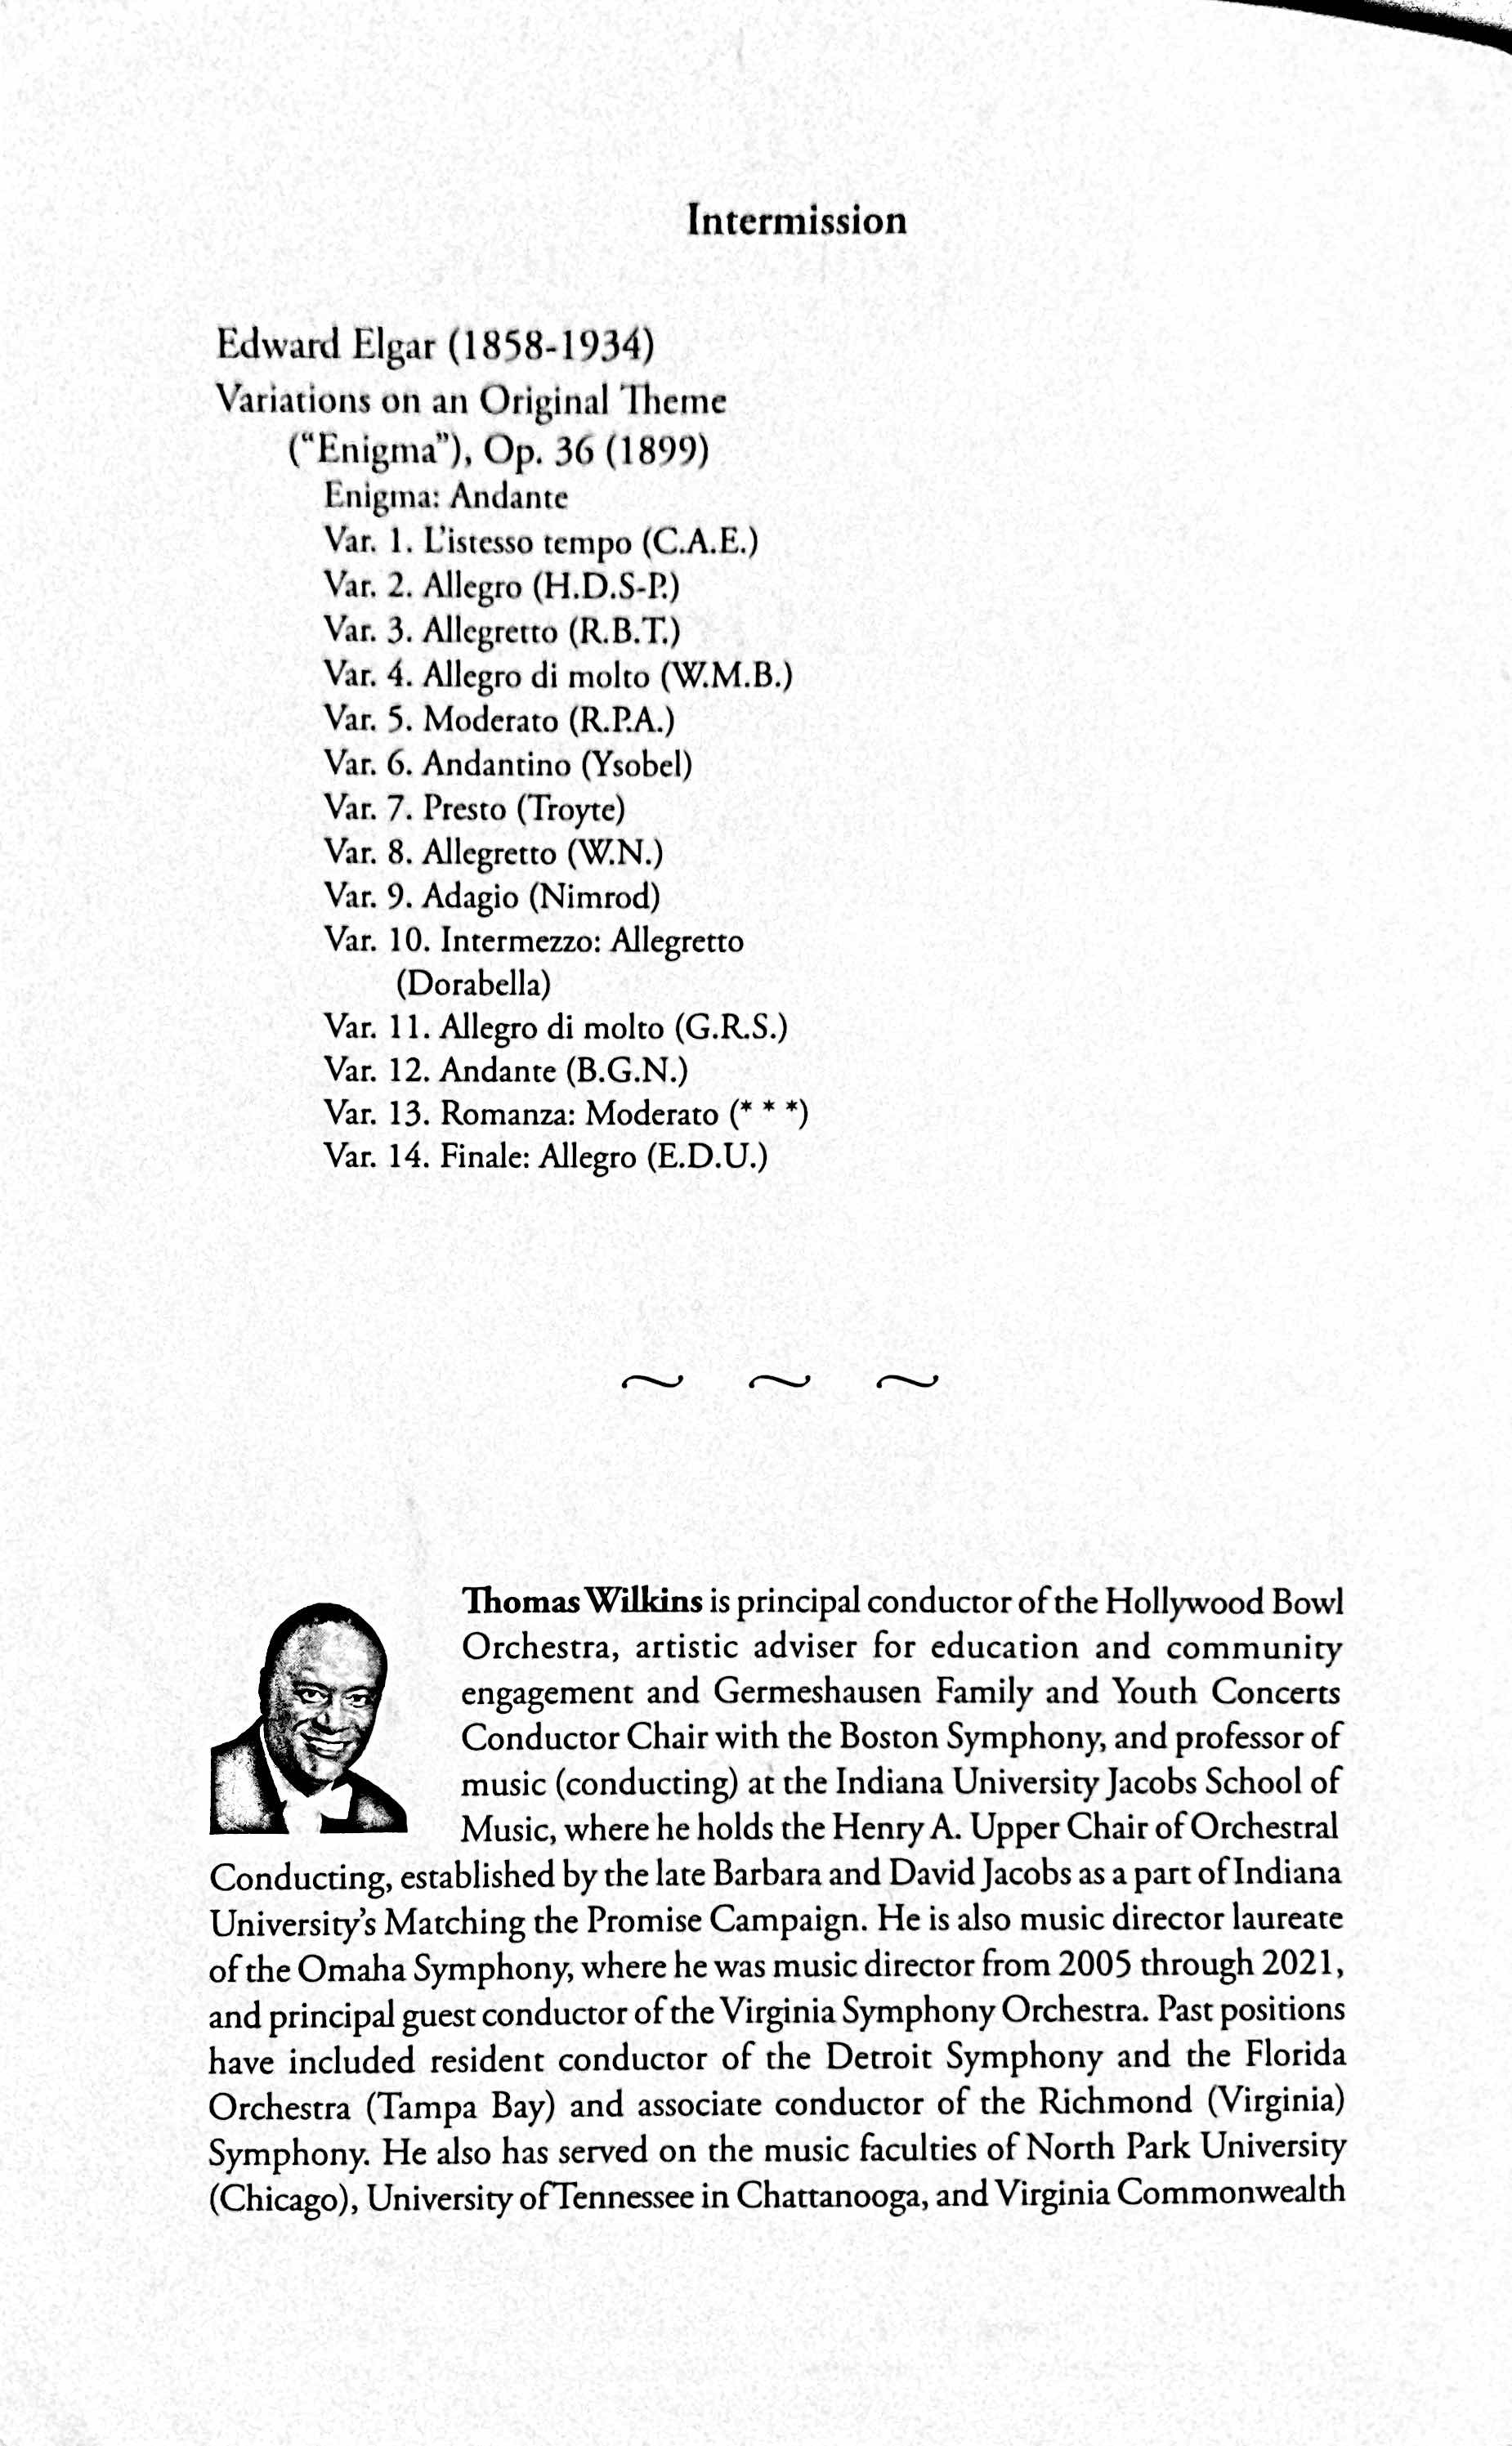 Intermission
Edward Elgar (1858-1934)
Variations on an Original Theme
(“Enigma”), Op. 36 (1899)
Enigma: Andante
Var. 1. L’istesso tempo (C.A.E.)
Var. 2. Allegro (H.D.S-P.)
Var. 3. Allegretto (R.B.T.)
Var. 4. Allegro di molto (W.M.B.)
Var. 5. Moderato (R.P.A.)
Var. 6. Andantino (Ysobel)
Var. 7. Presto (Troyte)
Var. 8. Allegretto (W.N.)
Var. 9. Adagio (Nimrod)
Var. 10. Intermezzo: Allegretto
(Dorabella)
Var. 11. Allegro di molto (G.R.S.)
Var. 12. Andante (B.G.N.)
Var. 13. Romanza: Moderato (* * *)
Var. 14. Finale: Allegro (E.D.U.)
~ ~ ~
Thomas Wilkins is principal conductor of the Hollywood Bowl
Orchestra, artistic adviser for education and community
engagement and Germeshausen Family and Youth Concerts
Conductor Chair with the Boston Symphony, and professor of
music (conducting) at the Indiana University Jacobs School of
Music, where he holds the Henry A. Upper Chair of Orchestral
Conducting, established by the late Barbara and David Jacobs as a part of Indiana
University’s Matching the Promise Campaign. He is also music director laureate
of the Omaha Symphony, where he was music director from 2005 through 2021,
and principal guest conductor of the Virginia Symphony Orchestra. Past positions
have included resident conductor of the Detroit Symphony and the Florida
Orchestra (Tampa Bay) and associate conductor of the Richmond (Virginia)
Symphony. He also has served on the music faculties of North Park University
(Chicago), University of Tennessee in Chattanooga, and Virginia Commonwealth